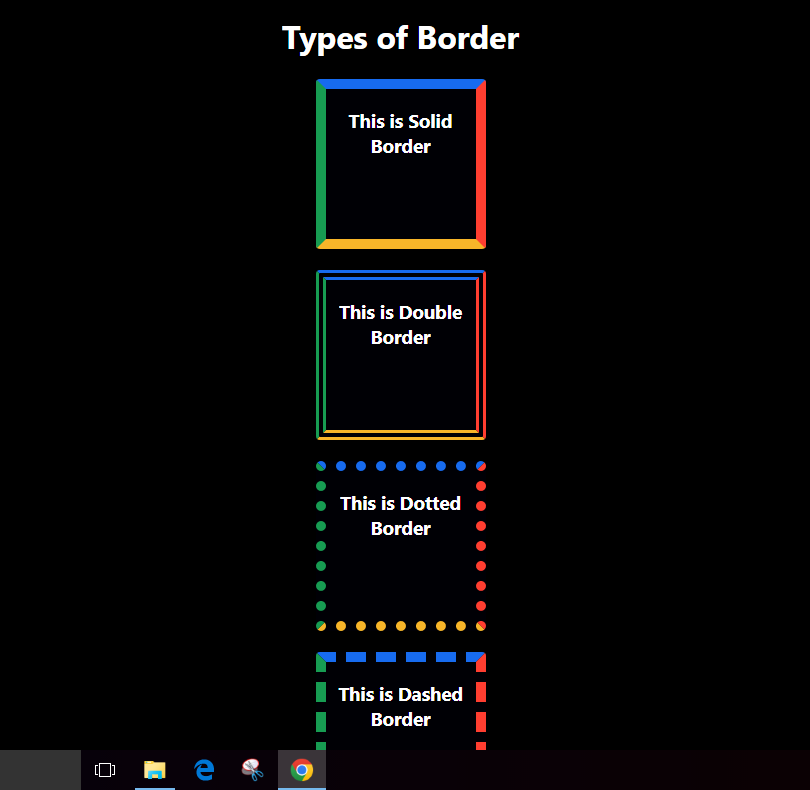 Types of Border
This is Solid
Border
This is Double
Border
This is Dotted
Border
This is Dashed
Border